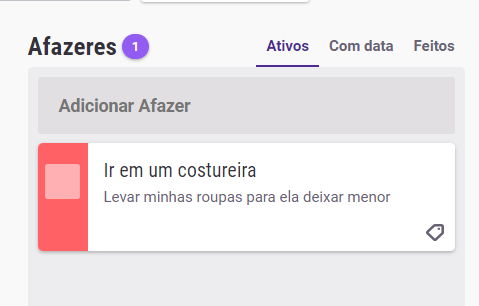 Afazeres 1 Ativos Com data Feitos
Adicionar Afazer
Ir em um costureira
Levar minhas roupas para ela deixar menor